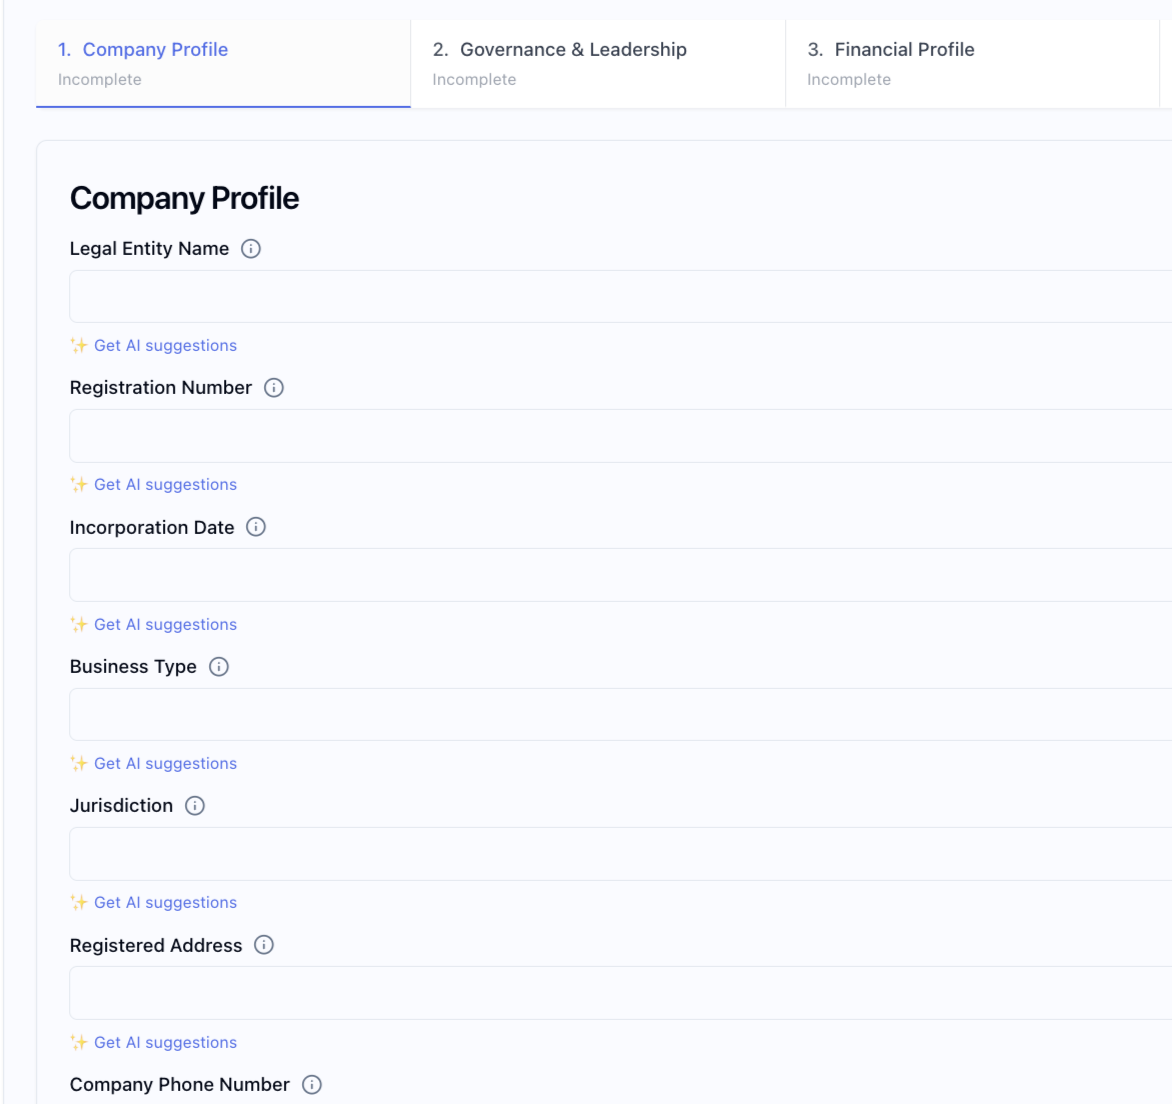 1. Company Profile
Incomplete
2. Governance & Leadership
Incomplete
3. Financial Profile
Incomplete
Company Profile
Legal Entity Name
Get AI suggestions
Registration Number
Get AI suggestions
Incorporation Date
Get AI suggestions
Business Type
Get AI suggestions
Jurisdiction
Get AI suggestions
Registered Address
Get AI suggestions
Company Phone Number